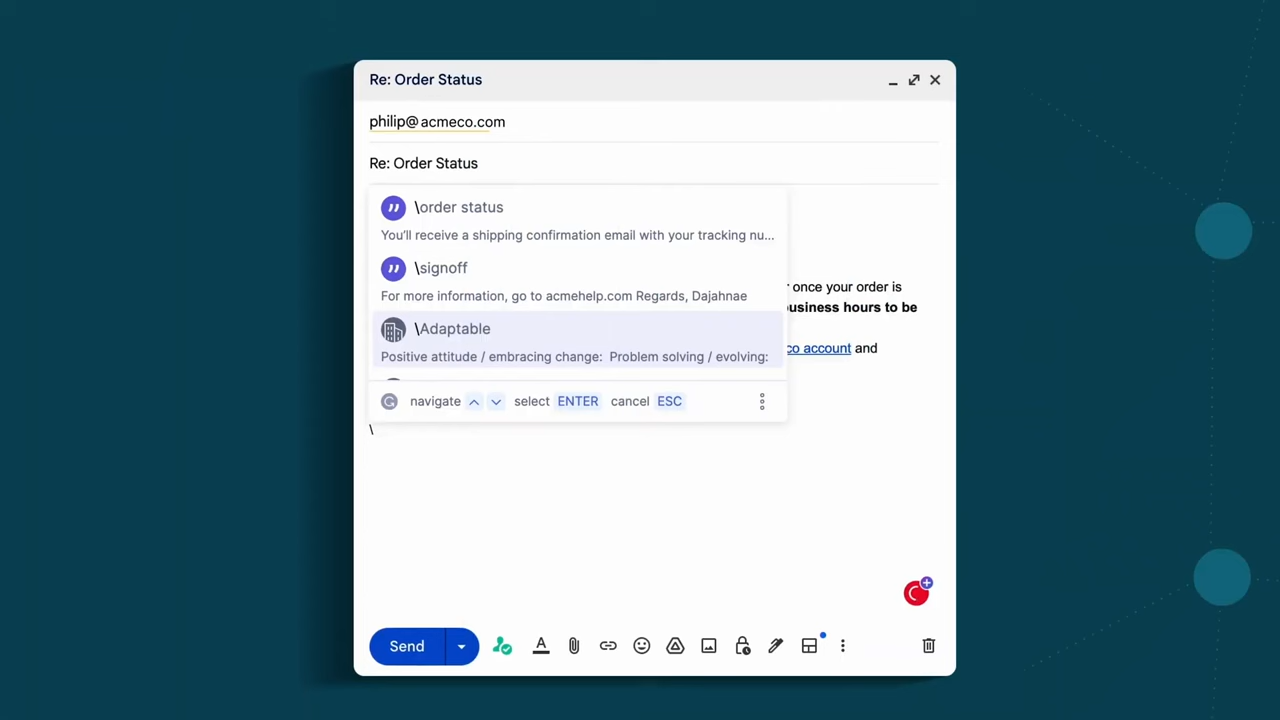 Re: Order Status
philip@acmeco.com
Re: Order Status
\order status
You'll receive a shipping confirmation email with your tracking nu...
\signoff
For more information, go to acmehelp.com Regards, Dajahnae
once your order is
business hours to be
\Adaptable
co account and
Positive attitude / embracing change: Problem solving / evolving:
navigate select ENTER cancel ESC
\
Send